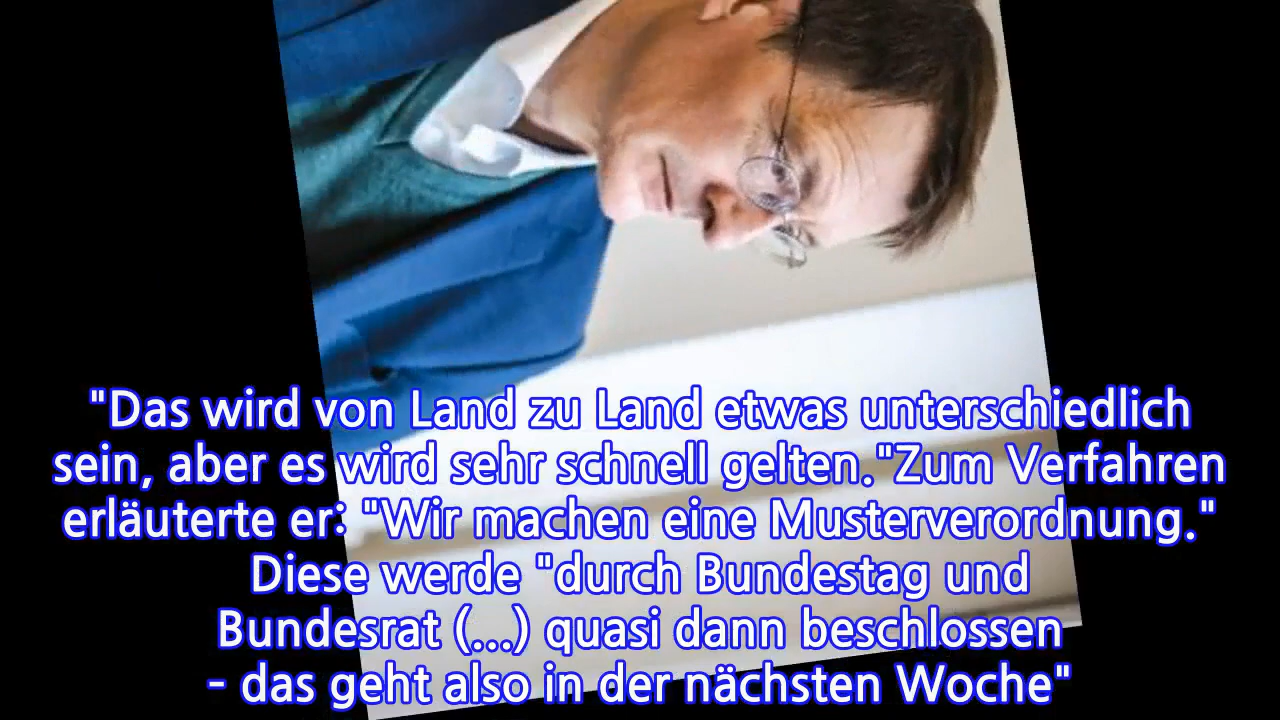 "Das wird von Land zu Land etwas unterschiedlich
sein, aber es wird sehr schnell gelten."Zum Verfahren
erläuterte er: "Wir machen eine Musterverordnung."
Diese werde "durch Bundestag und
Bundesrat (...) quasi dann beschlossen
- das geht also in der nächsten Woche"